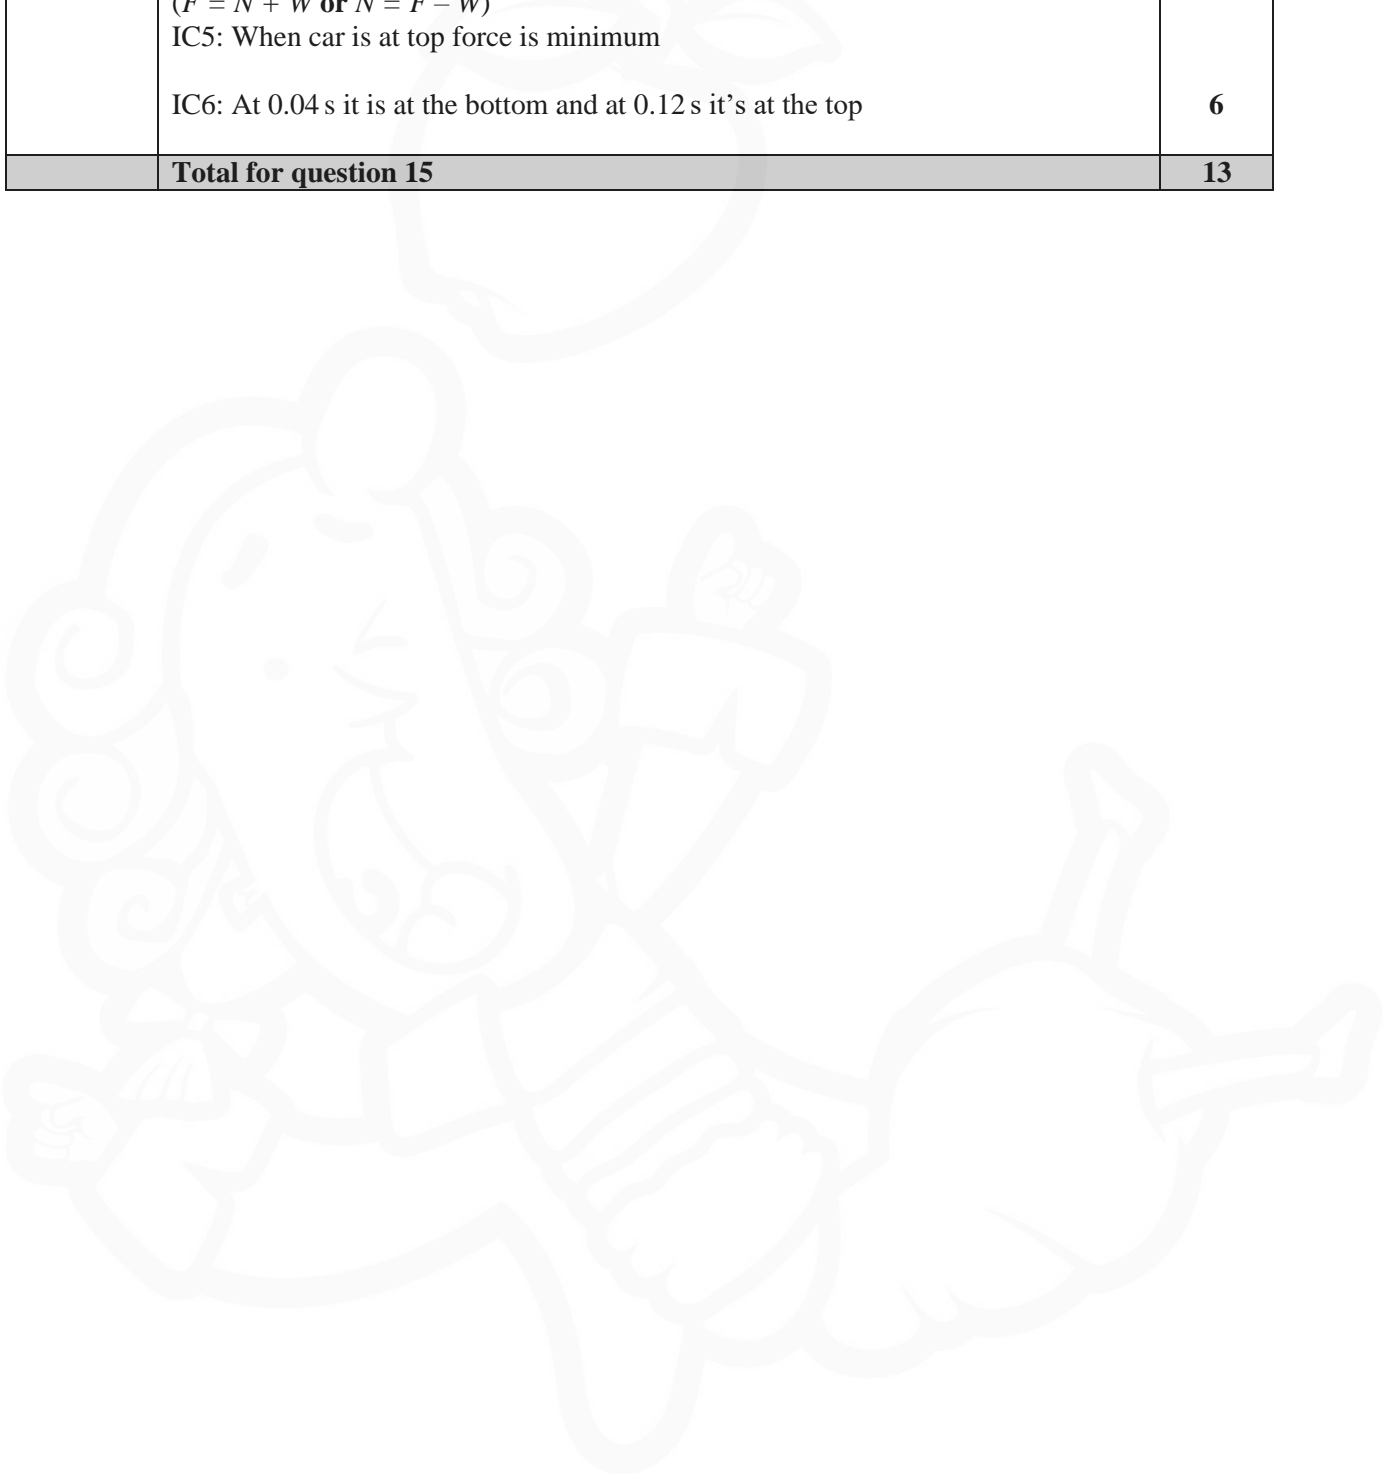 (F = N + W or N = F – W)
IC5: When car is at top force is minimum
IC6: At 0.04 s it is at the bottom and at 0.12 s it’s at the top 6
Total for question 15 13